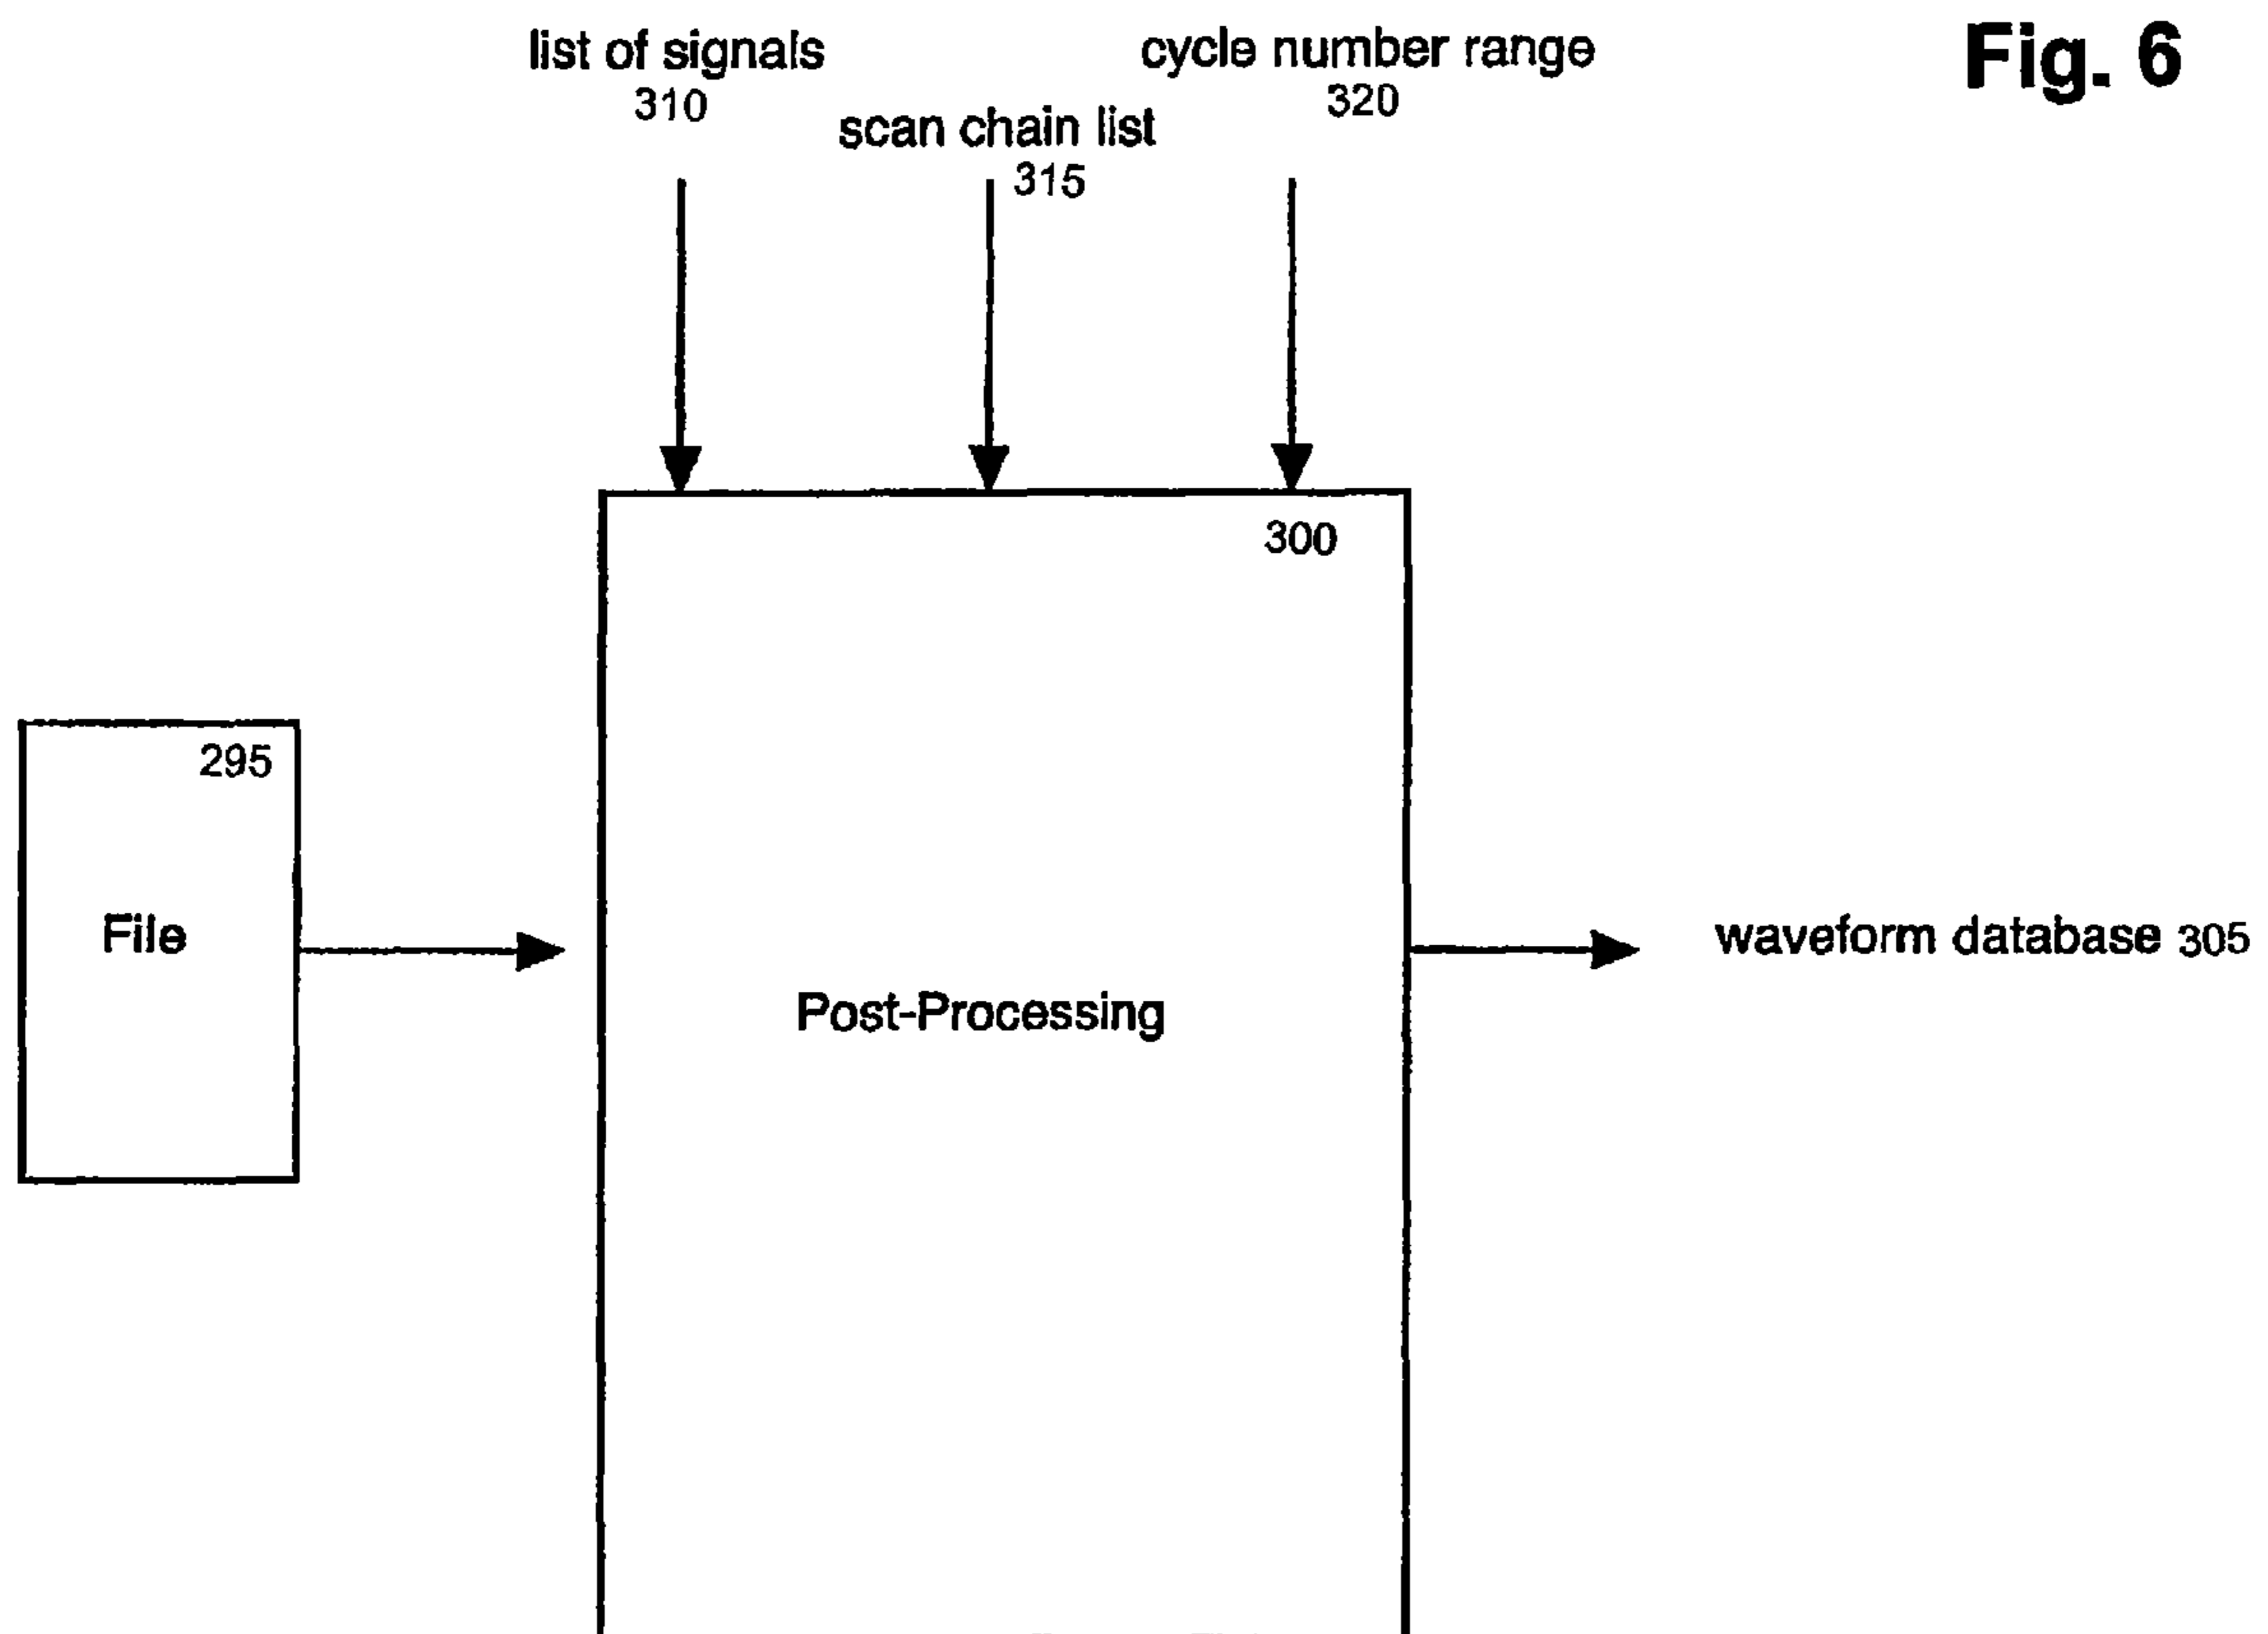 Fig. 6
list of signals
310
scan chain list
315
cycle number range
320
300
295
File
Post-Processing
waveform database 305